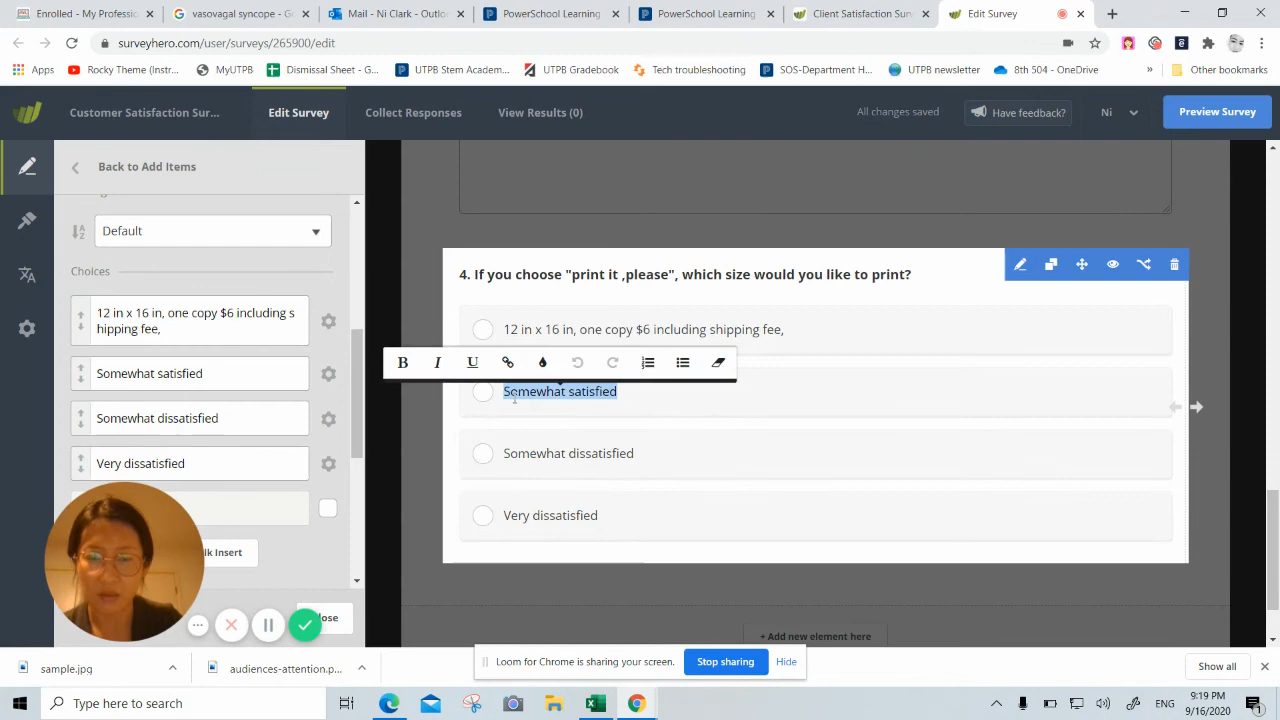 Enrolled - My Professi
vasovagal syncope - G
Mail - Ni Clark - Outlo
PowerSchool Learning
PowerSchool Learning
Client Satisfaction Surv
Edit Survey
surveyhero.com/user/surveys/265900/edit
Apps
Rocky Theme (Instr...
MyUTPB
Dismissal Sheet - G...
UTPB Stem Academ...
UTPB Gradebook
Tech troubleshooting
SOS-Department H...
UTPB newsletter
8th 504 - OneDrive
»
Other bookmarks
Customer Satisfaction Sur...
Edit Survey
Collect Responses
View Results (0)
All changes saved
Have feedback?
Ni
Preview Survey
Back to Add Items
Default
Choices
12 in x 16 in, one copy $6 including s
hipping fee,
Somewhat satisfied
Somewhat dissatisfied
Very dissatisfied
lk Insert
lose
4. If you choose "print it ,please", which size would you like to print?
12 in x 16 in, one copy $6 including shipping fee,
B I U
Somewhat satisfied
Somewhat dissatisfied
Very dissatisfied
+ Add new element here
Loom for Chrome is sharing your screen.
Stop sharing
Hide
sample.jpg
audiences-attention.p...
Show all
Type here to search
ENG
9:19 PM
9/16/2020
1